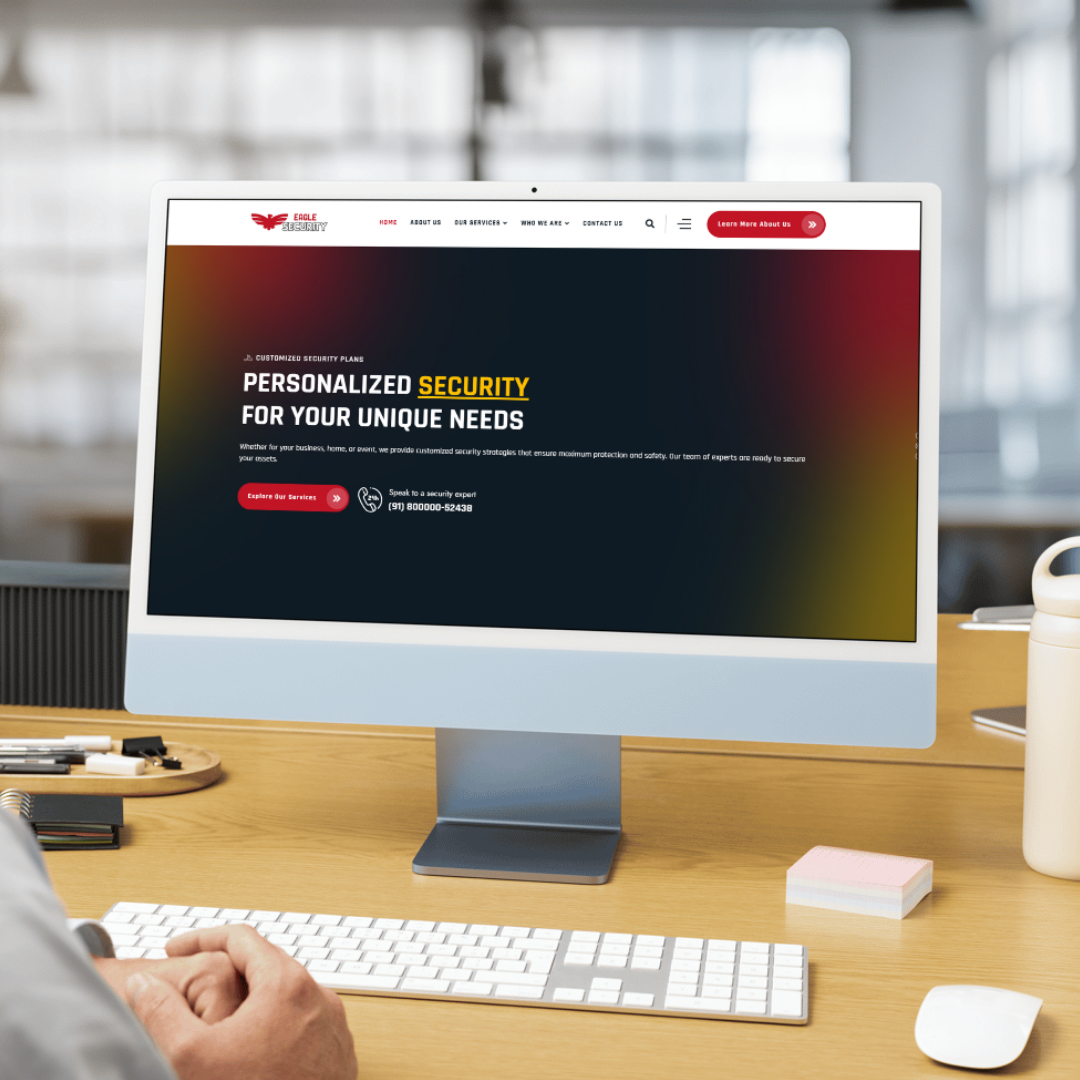 EAGLE
SECURITY
HOME ABOUT US OUR SERVICES WHO WE ARE CONTACT US
Learn More About Us
CUSTOMIZED SECURITY PLANS
PERSONALIZED SECURITY
FOR YOUR UNIQUE NEEDS
Whether for your business, home, or event, we provide customized security strategies that ensure maximum protection and safety. Our team of experts are ready to secure
your assets.
Explore Our Services
24h
Speak to a security expert
(91) 800000-52438